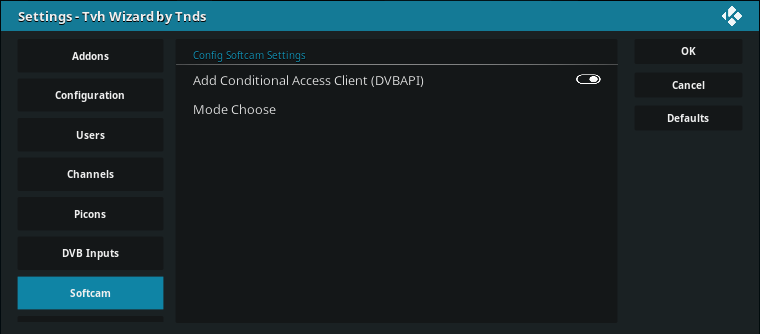 Settings - Tvh Wizard by Tnds
Addons
Configuration
Users
Channels
Picons
DVB Inputs
Softcam
Config Softcam Settings
Add Conditional Access Client (DVBAPI)
Mode Choose
OK
Cancel
Defaults